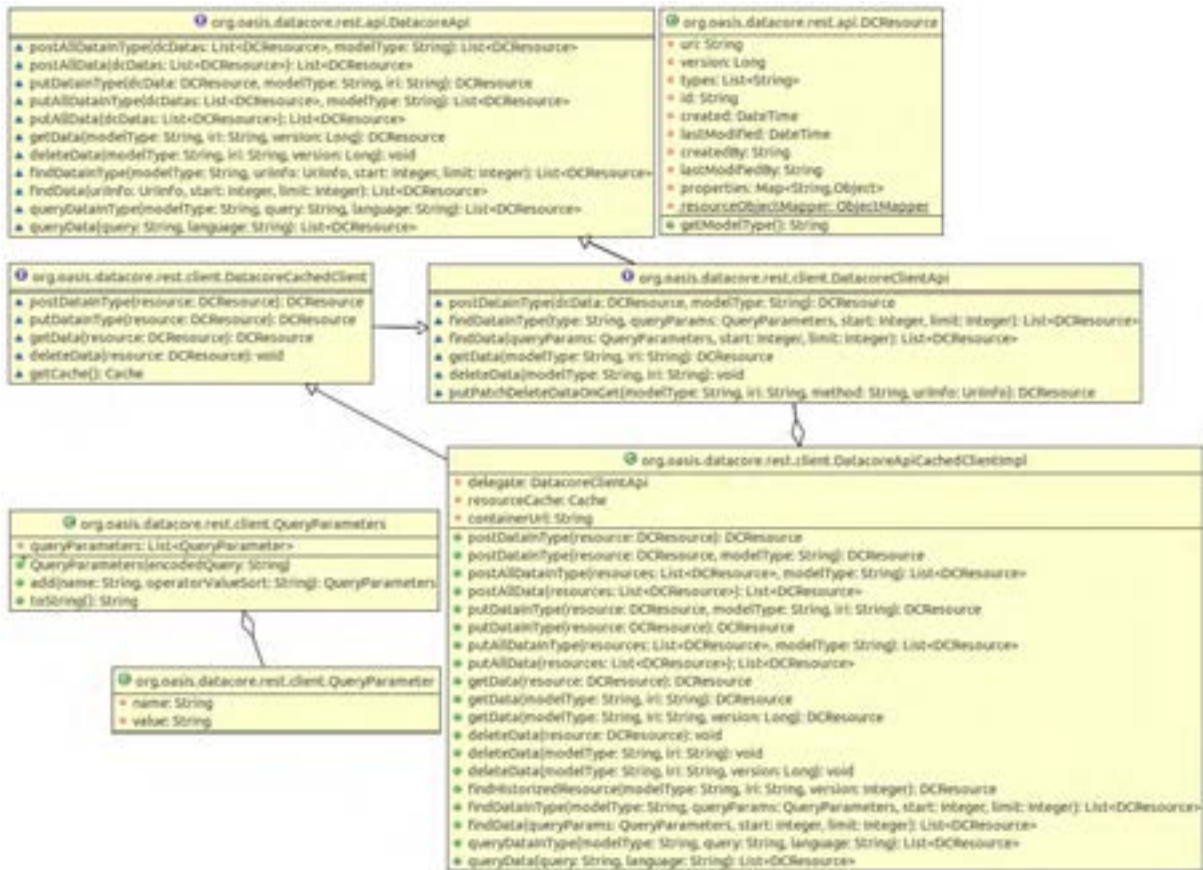 org.oasis.datacore.rest.api.DatacoreApi
postAllDataInType(dcDatas: List<DCResource>, modelType: String): List<DCResource>
postAllData(dcDatas: List<DCResource>): List<DCResource>
putDataInType(dcData: DCResource, modelType: String, iri: String): DCResource
putAllDataInType(dcDatas: List<DCResource>, modelType: String): List<DCResource>
putAllData(dcDatas: List<DCResource>): List<DCResource>
getData(modelType: String, iri: String, version: Long): DCResource
deleteData(modelType: String, iri: String, version: Long): void
findDataInType(modelType: String, uriInfo: UriInfo, start: Integer, limit: Integer): List<DCResource>
findData(uriInfo: UriInfo, start: Integer, limit: Integer): List<DCResource>
queryDataInType(modelType: String, query: String, language: String): List<DCResource>
queryData(query: String, language: String): List<DCResource>
org.oasis.datacore.rest.api.DCResource
uri: String
version: Long
types: List<String>
id: String
created: DateTime
lastModified: DateTime
createdBy: String
lastModifiedBy: String
properties: Map<String,Object>
resourceObjectMapper: ObjectMapper
getModelType(): String
org.oasis.datacore.rest.client.DatacoreCachedClient
postDataInType(resource: DCResource): DCResource
putDataInType(resource: DCResource): DCResource
getData(resource: DCResource): DCResource
deleteData(resource: DCResource): void
getCache(): Cache
org.oasis.datacore.rest.client.DatacoreClientApi
postDataInType(dcData: DCResource, modelType: String): DCResource
findDataInType(type: String, queryParams: QueryParameters, start: Integer, limit: Integer): List<DCResource>
findData(queryParams: QueryParameters, start: Integer, limit: Integer): List<DCResource>
getData(modelType: String, iri: String): DCResource
deleteData(modelType: String, iri: String): void
putPatchDeleteDataOnGet(modelType: String, iri: String, method: String, uriInfo: UriInfo): DCResource
org.oasis.datacore.rest.client.DatacoreApiCachedClientImpl
delegate: DatacoreClientApi
resourceCache: Cache
containerUrl: String
postDataInType(resource: DCResource): DCResource
postDataInType(resource: DCResource, modelType: String): DCResource
postAllDataInType(resources: List<DCResource>, modelType: String): List<DCResource>
postAllData(resources: List<DCResource>): List<DCResource>
putDataInType(resource: DCResource, modelType: String, iri: String): DCResource
putDataInType(resource: DCResource): DCResource
putAllDataInType(resources: List<DCResource>, modelType: String): List<DCResource>
putAllData(resources: List<DCResource>): List<DCResource>
getData(resource: DCResource): DCResource
getData(modelType: String, iri: String): DCResource
getData(modelType: String, iri: String, version: Long): DCResource
deleteData(resource: DCResource): void
deleteData(modelType: String, iri: String): void
deleteData(modelType: String, iri: String, version: Long): void
findHistorizedResource(modelType: String, iri: String, version: Integer): DCResource
findDataInType(modelType: String, queryParams: QueryParameters, start: Integer, limit: Integer): List<DCResource>
findData(queryParams: QueryParameters, start: Integer, limit: Integer): List<DCResource>
queryDataInType(modelType: String, query: String, language: String): List<DCResource>
queryData(query: String, language: String): List<DCResource>
org.oasis.datacore.rest.client.QueryParameters
queryParameters: List<QueryParameter>
QueryParameters(encodedQuery: String)
add(name: String, operatorValueSort: String): QueryParameters
toString(): String
org.oasis.datacore.rest.client.QueryParameter
name: String
value: String